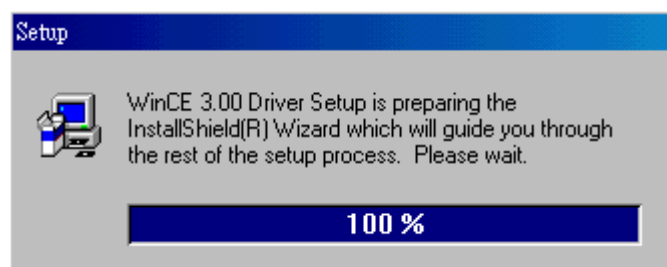 Setup
WinCE 3.00 Driver Setup is preparing the
InstallShield(R) Wizard which will guide you through
the rest of the setup process.  Please wait.
100 %